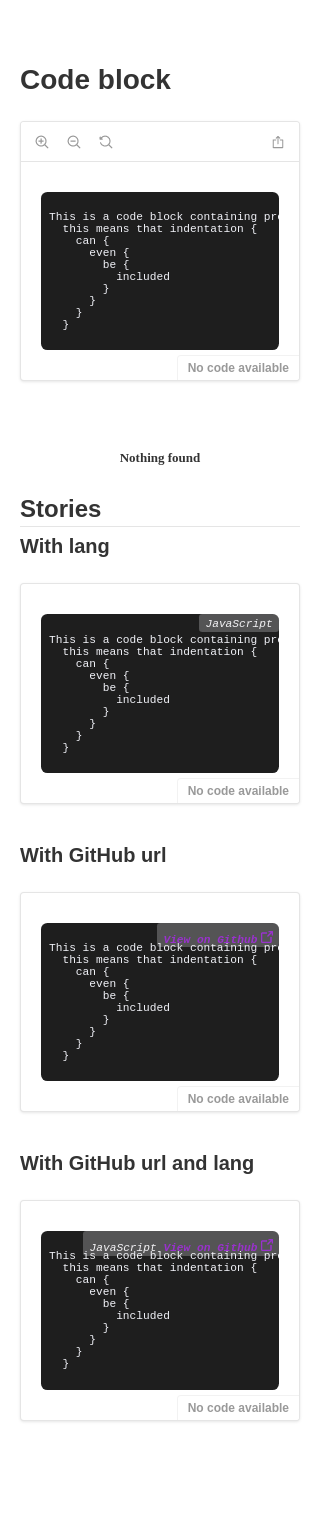 Code block
This is a code block containing pre
this means that indentation {
can {
even {
be {
included
}
}
}
}
No code available
Nothing found
Stories
With lang
JavaScript
This is a code block containing pre
this means that indentation {
can {
even {
be {
included
}
}
}
}
No code available
With GitHub url
View on Github
This is a code block containing pre
this means that indentation {
can {
even {
be {
included
}
}
}
}
No code available
With GitHub url and lang
JavaScript View on Github
This is a code block containing pre
this means that indentation {
can {
even {
be {
included
}
}
}
}
No code available